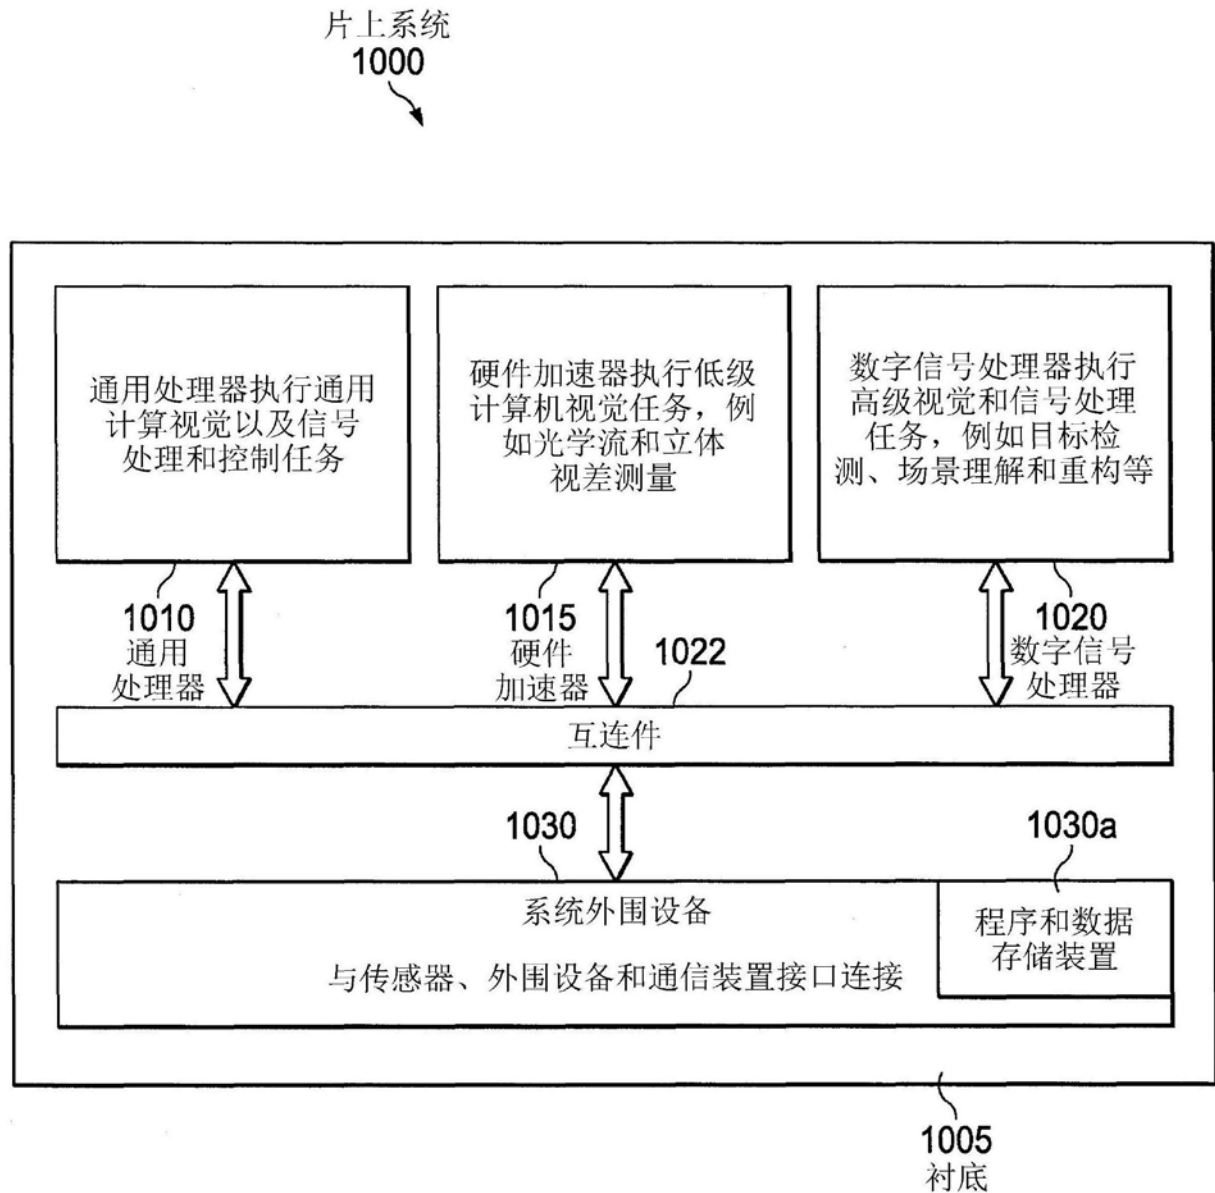 片上系统
1000
通用处理器执行通用
计算视觉以及信号
处理和控制任务
硬件加速器执行低级
计算机视觉任务，例
如光学流和立体
视差测量
数字信号处理器执行
高级视觉和信号处理
任务，例如目标检
测、场景理解和重构等
1010
通用
处理器
1015
硬件
加速器
1022
1020
数字信号
处理器
互连件
1030
1030a
系统外围设备
与传感器、外围设备和通信装置接口连接
程序和数据
存储装置
1005
衬底